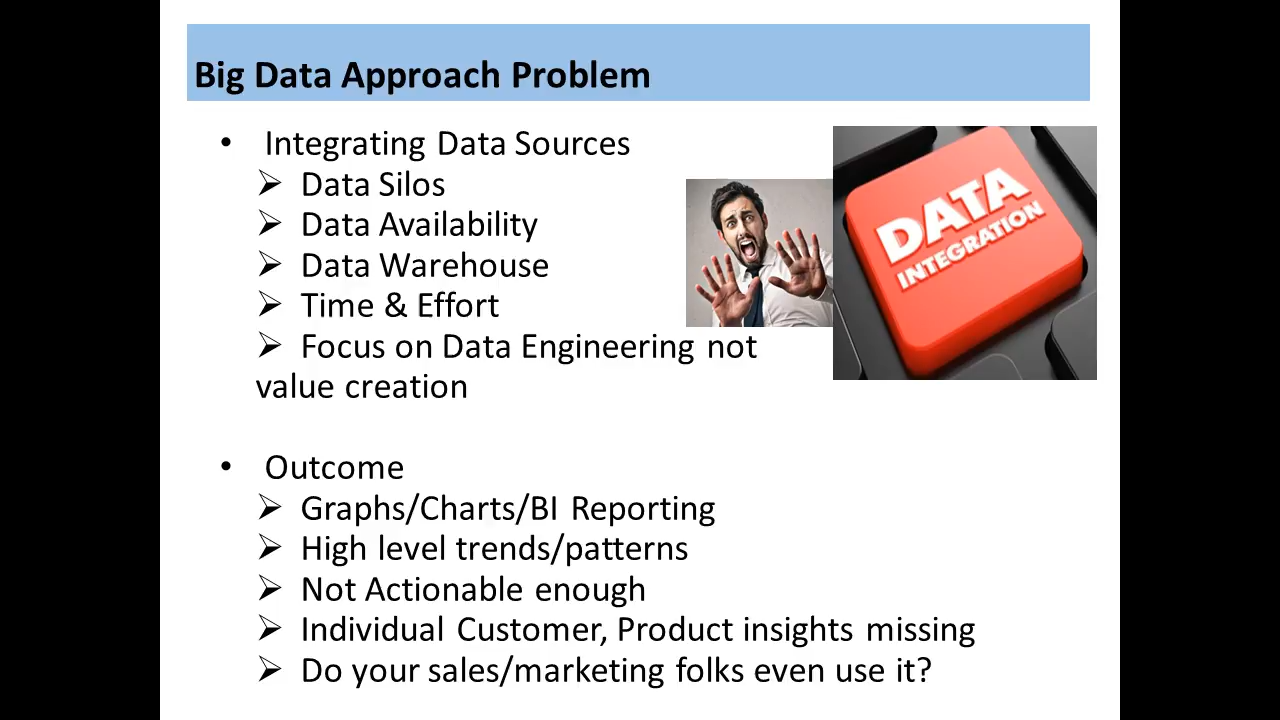 Big Data Approach Problem
• Integrating Data Sources
➢ Data Silos
➢ Data Availability
➢ Data Warehouse
➢ Time & Effort
➢ Focus on Data Engineering not
value creation
DATA
INTEGRATION
• Outcome
➢ Graphs/Charts/BI Reporting
➢ High level trends/patterns
➢ Not Actionable enough
➢ Individual Customer, Product insights missing
➢ Do your sales/marketing folks even use it?